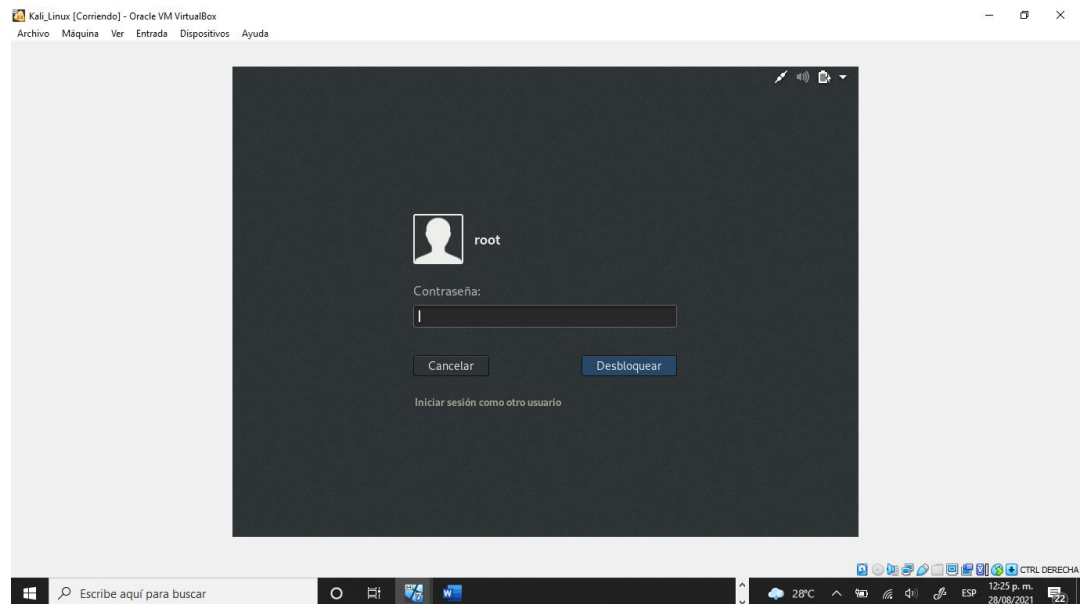 Kali_Linux [Corriendo] - Oracle VM VirtualBox
Archivo Máquina Ver Entrada Dispositivos Ayuda
root
Contraseña:
Cancelar Desbloquear
Iniciar sesión como otro usuario
CTRL DERECHA
Escribe aquí para buscar
28°C ESP 12:25 p. m.
28/08/2021 22